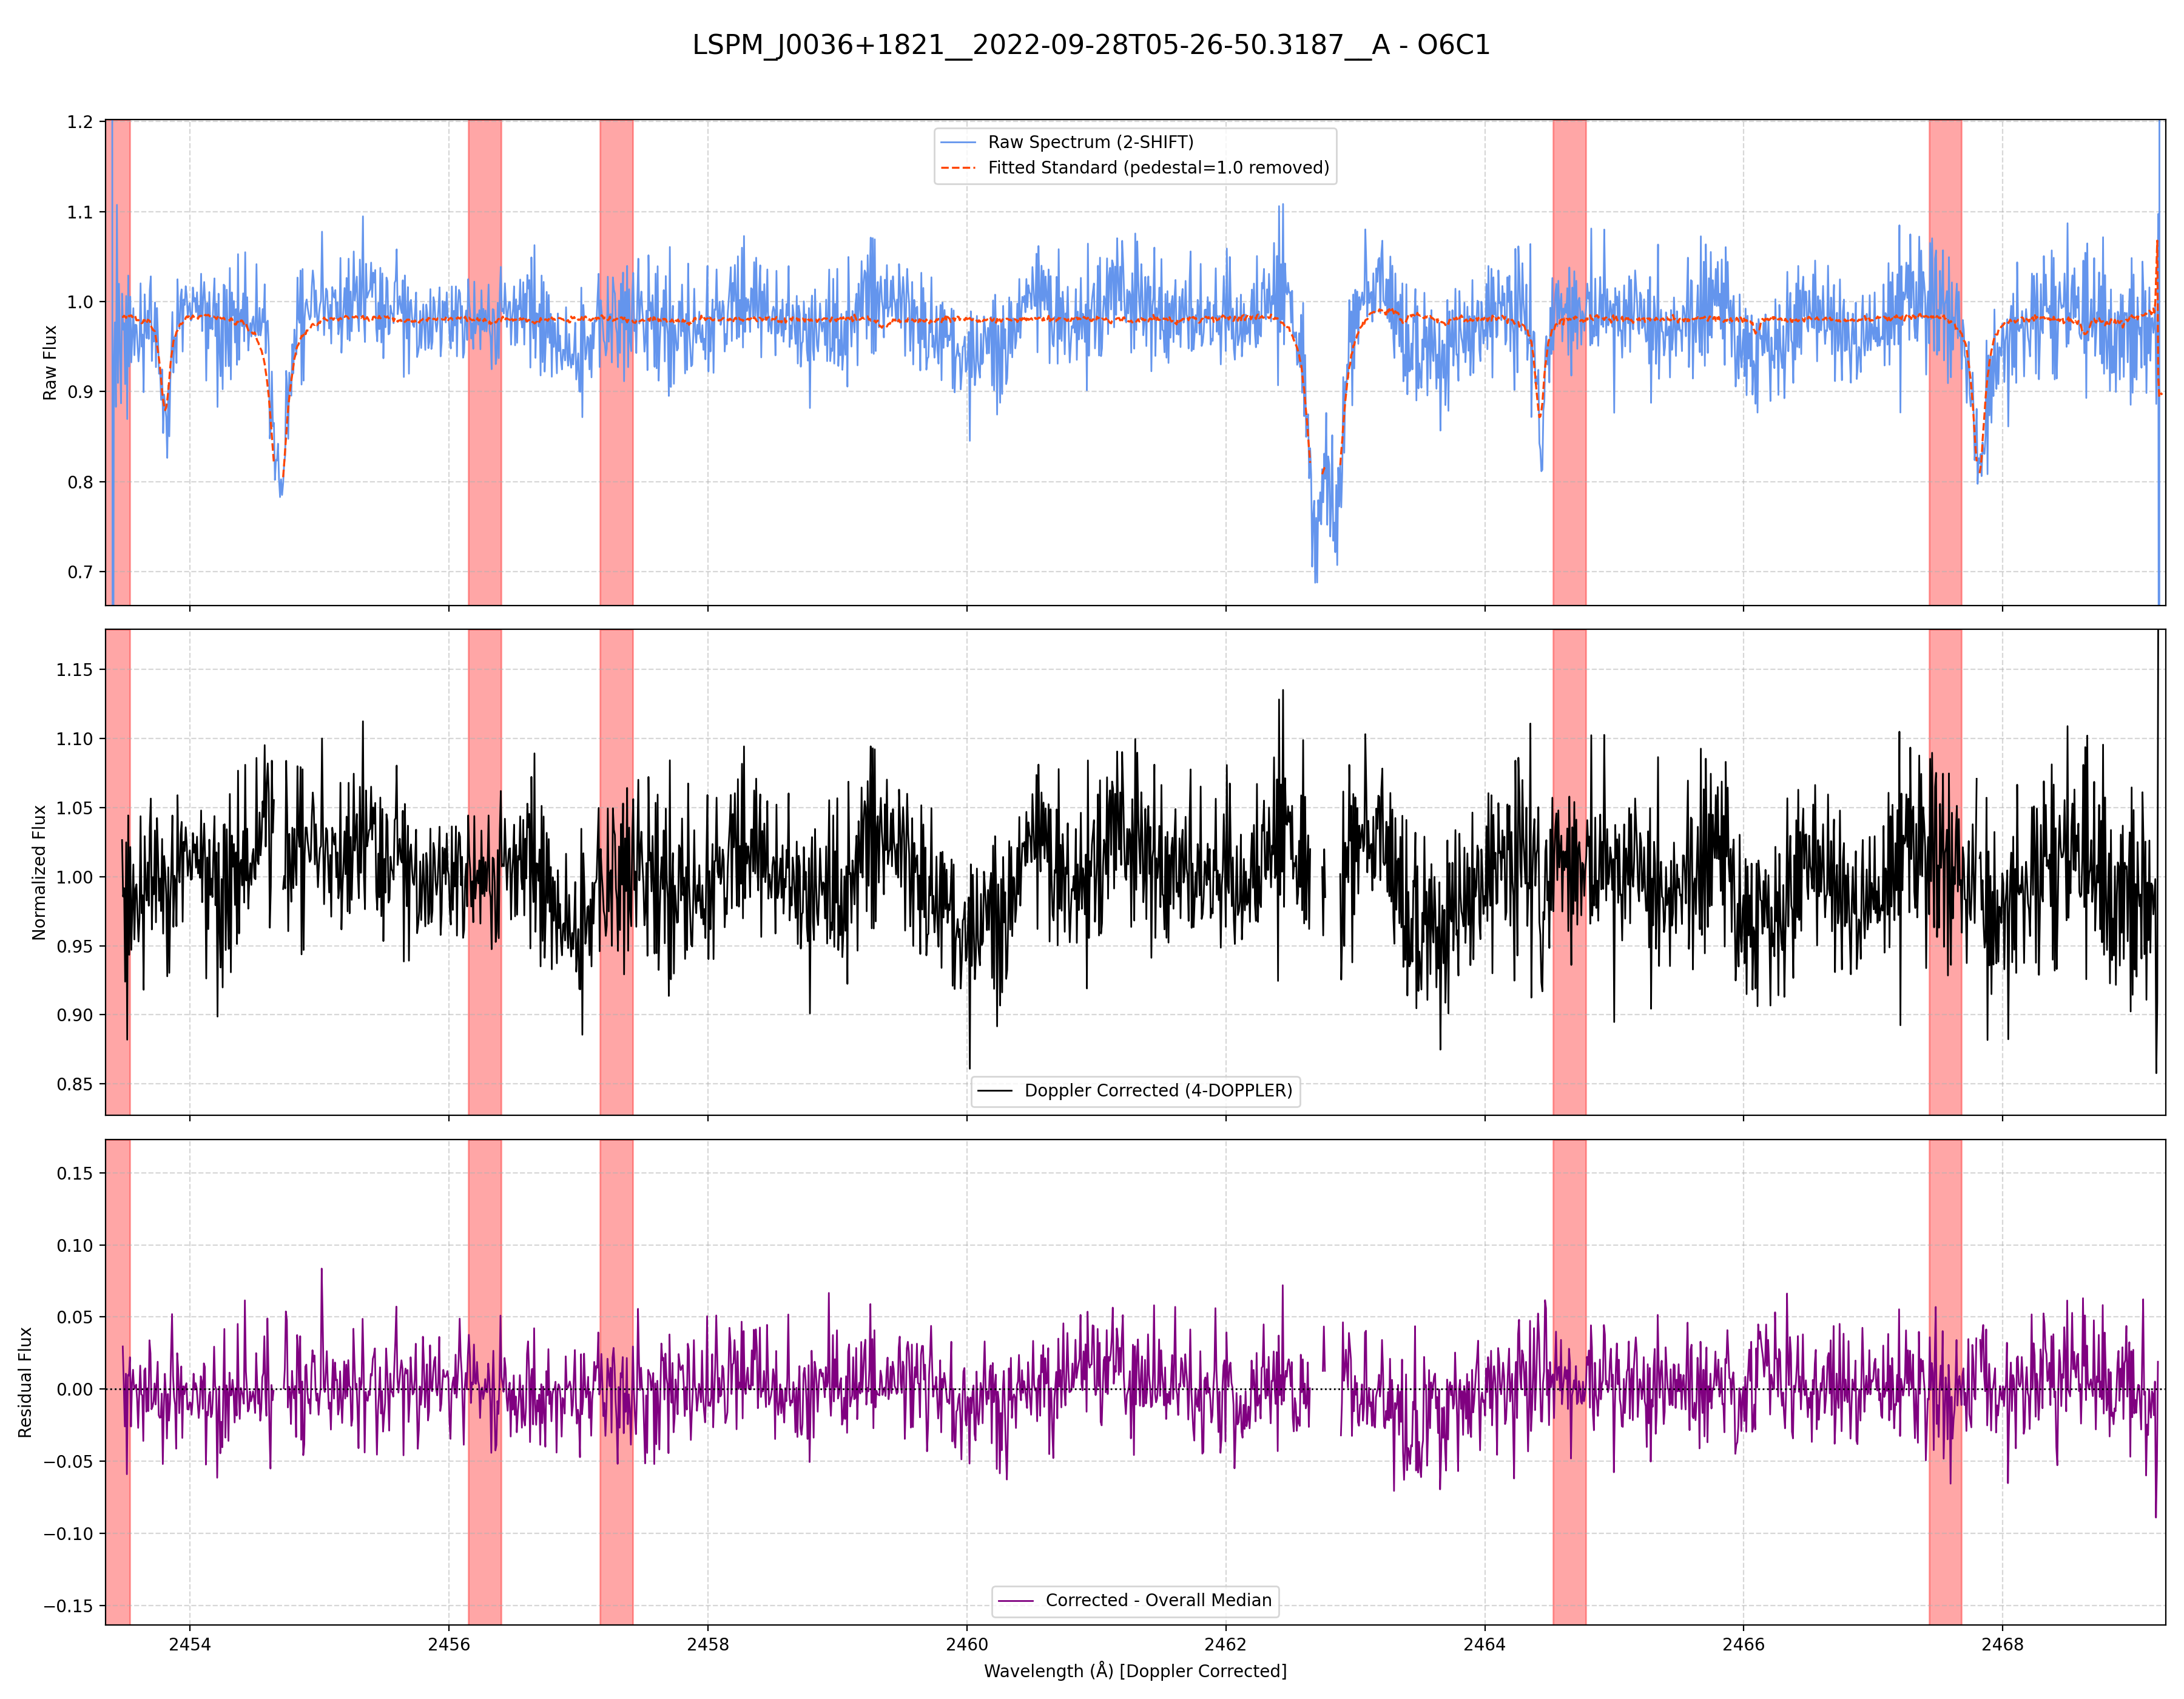 LSPM_J0036+1821__2022-09-28T05-26-50.3187__A - O6C1
1.2
1.1
1.0
0.9
0.8
0.7
Raw Flux
Raw Spectrum (2-SHIFT)
Fitted Standard (pedestal=1.0 removed)
1.15
1.10
1.05
1.00
0.95
0.90
0.85
Normalized Flux
Doppler Corrected (4-DOPPLER)
0.15
0.10
0.05
0.00
−0.05
−0.10
−0.15
Residual Flux
Corrected - Overall Median
2454 2456 2458 2460 2462 2464 2466 2468
Wavelength (Å) [Doppler Corrected]